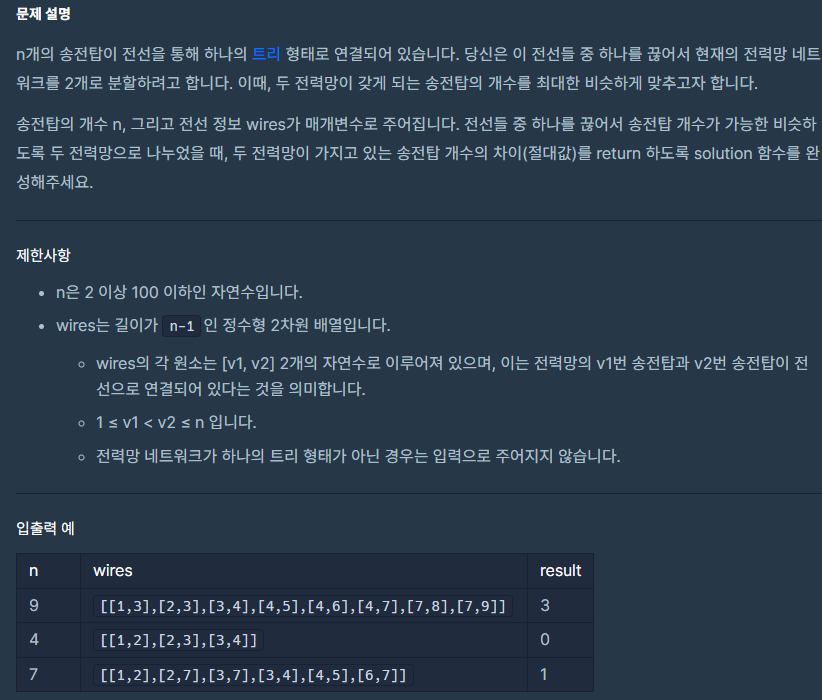 문제 설명
n개의 송전탑이 전선을 통해 하나의 트리 형태로 연결되어 있습니다. 당신은 이 전선들 중 하나를 끊어서 현재의 전력망 네트
워크를 2개로 분할하려고 합니다. 이때, 두 전력망이 갖게 되는 송전탑의 개수를 최대한 비슷하게 맞추고자 합니다.
송전탑의 개수 n, 그리고 전선 정보 wires가 매개변수로 주어집니다. 전선들 중 하나를 끊어서 송전탑 개수가 가능한 비슷하
도록 두 전력망으로 나누었을 때, 두 전력망이 가지고 있는 송전탑 개수의 차이(절대값)를 return 하도록 solution 함수를 완
성해주세요.
제한사항
• n은 2 이상 100 이하인 자연수입니다.
• wires는 길이가 n-1 인 정수형 2차원 배열입니다.
◦ wires의 각 원소는 [v1, v2] 2개의 자연수로 이루어져 있으며, 이는 전력망의 v1번 송전탑과 v2번 송전탑이 전
선으로 연결되어 있다는 것을 의미합니다.
◦ 1 ≤ v1 < v2 ≤ n 입니다.
◦ 전력망 네트워크가 하나의 트리 형태가 아닌 경우는 입력으로 주어지지 않습니다.
입출력 예
n wires result
9 [[1,3],[2,3],[3,4],[4,5],[4,6],[4,7],[7,8],[7,9]] 3
4 [[1,2],[2,3],[3,4]] 0
7 [[1,2],[2,7],[3,7],[3,4],[4,5],[6,7]] 1